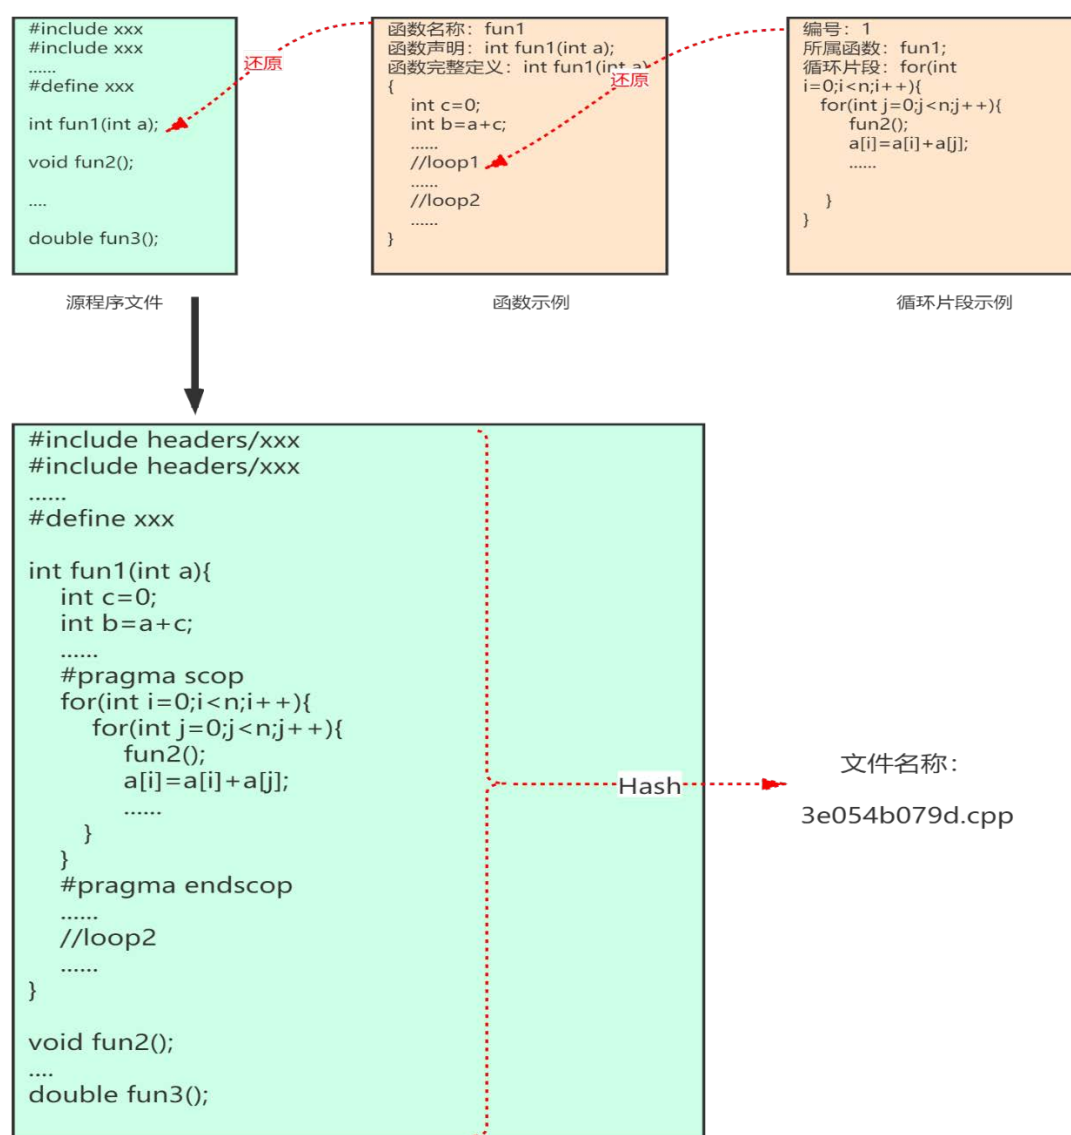 #include xxx
#include xxx
......
#define xxx
int fun1(int a);
void fun2();
....
double fun3();
源程序文件
还原
函数名称：fun1
函数声明：int fun1(int a);
函数完整定义：int fun1(int a)
{
int c=0;
int b=a+c;
......
//loop1
......
//loop2
......
}
函数示例
还原
编号：1
所属函数：fun1;
循环片段：for(int
i=0;i<n;i++){
for(int j=0;j<n;j++){
fun2();
a[i]=a[i]+a[j];
......
}
}
循环片段示例
#include headers/xxx
#include headers/xxx
......
#define xxx
int fun1(int a){
int c=0;
int b=a+c;
......
#pragma scop
for(int i=0;i<n;i++){
for(int j=0;j<n;j++){
fun2();
a[i]=a[i]+a[j];
......
}
}
#pragma endscop
......
//loop2
......
}
void fun2();
....
double fun3();
Hash
文件名称：
3e054b079d.cpp